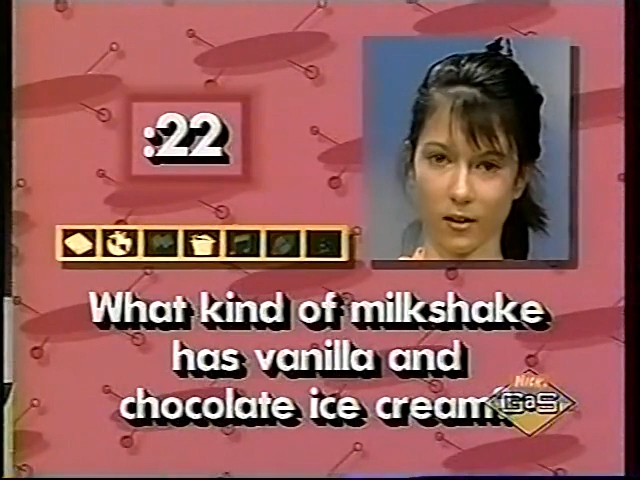 :22
What kind of milkshake
has vanilla and
chocolate ice cream
NICK
GaS